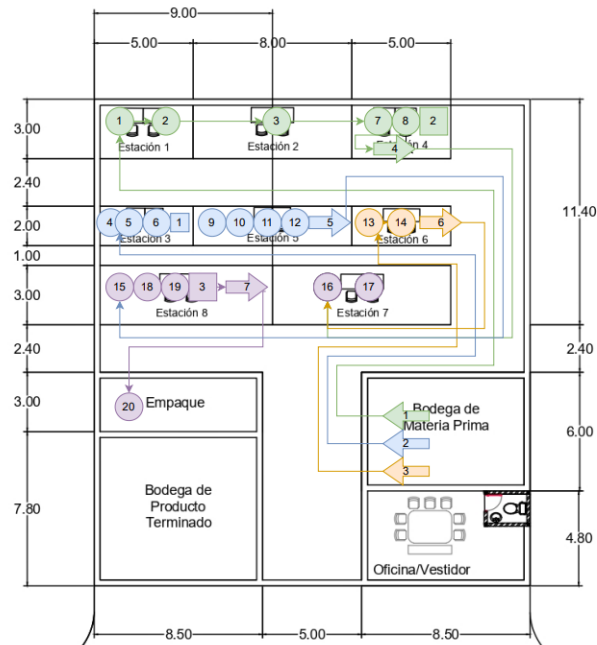 9.00
5.00 8.00 5.00
3.00
1 2 3 7 8 2
Estación 1 Estación 2 Estación 4
4
2.40
11.40
2.00
4 5 6 1 9 10 11 12 5 13 14 6
Estación 3 Estación 5 Estación 6
1.00
3.00
15 18 19 3 7 16 17
Estación 8 Estación 7
2.40 2.40
3.00
20 Empaque
1 Bodega de
Materia Prima
2
3
6.00
7.80
Bodega de
Producto
Terminado
4.80
Oficina/Vestidor
8.50 5.00 8.50